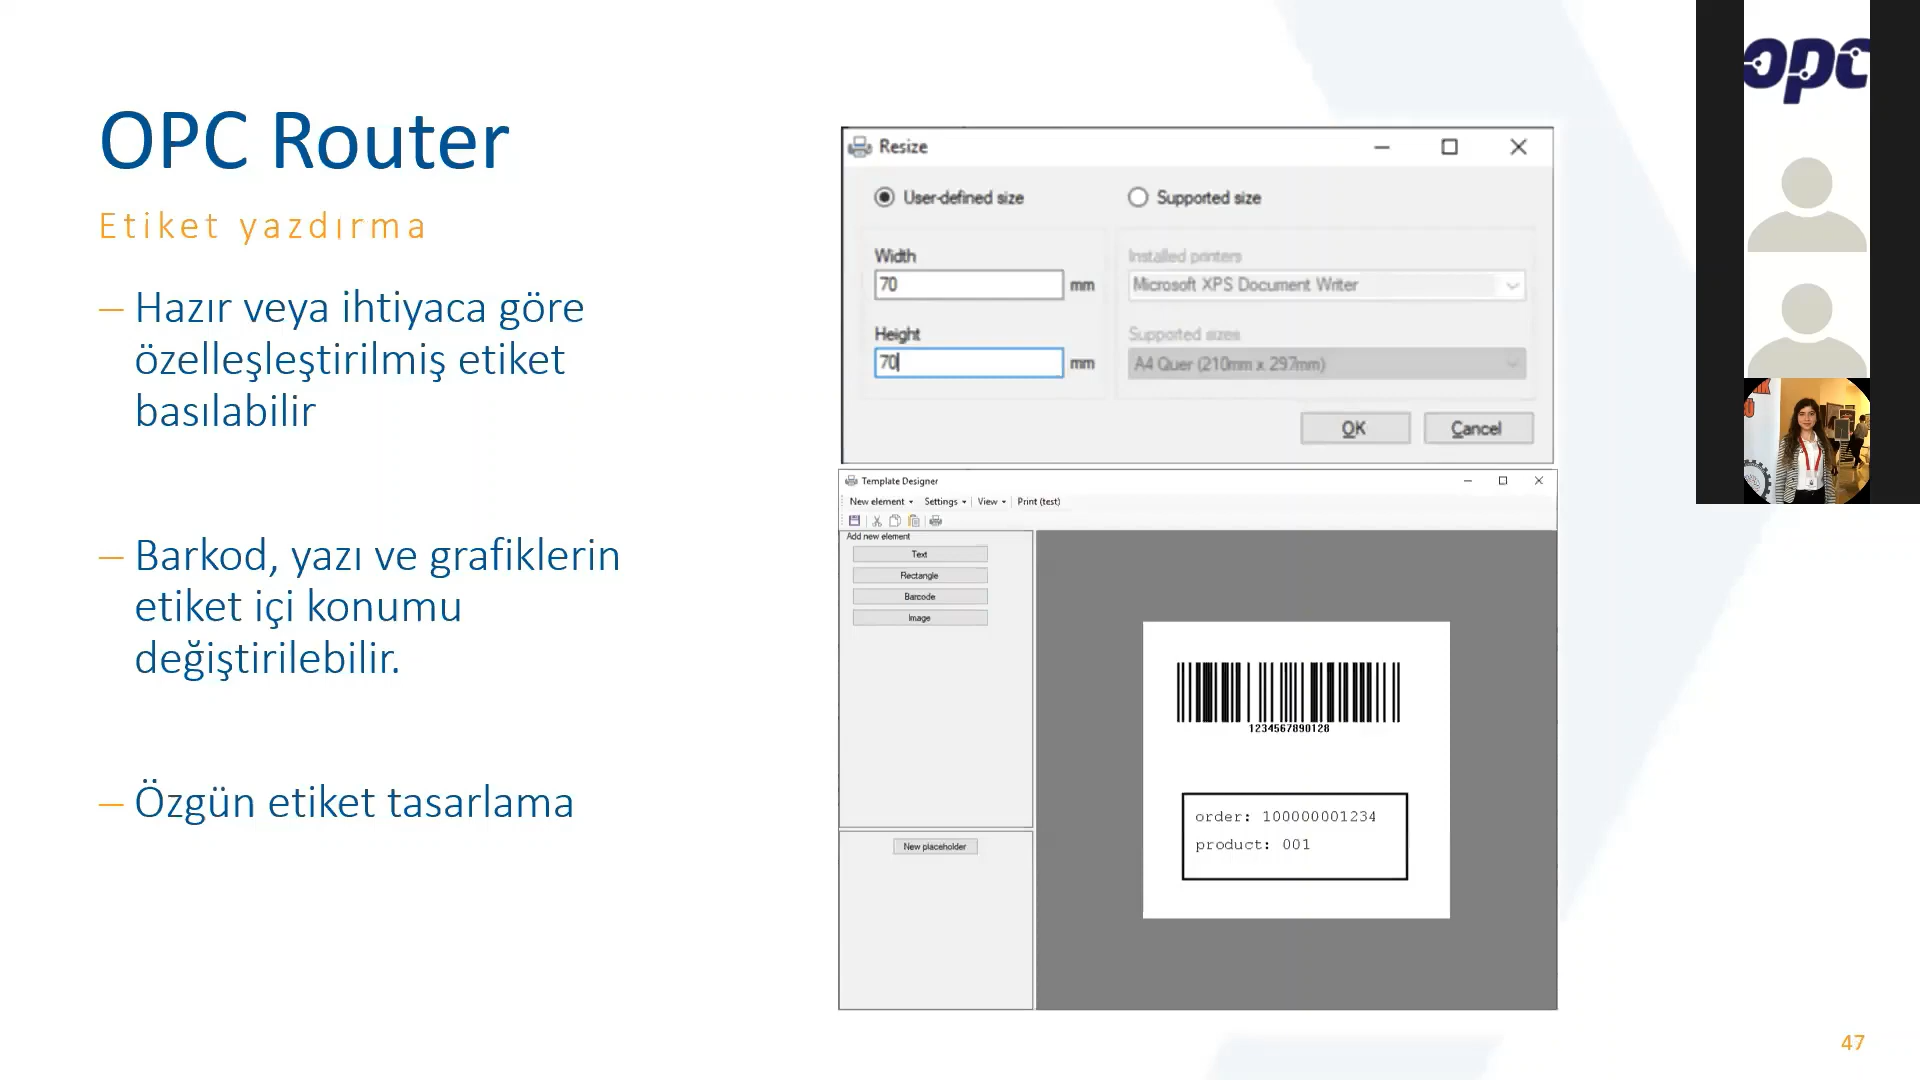 OPC Router
Etiket yazdırma
– Hazır veya ihtiyaca göre
özelleşleştirilmiş etiket
basılabilir
– Barkod, yazı ve grafiklerin
etiket içi konumu
değiştirilebilir.
– Özgün etiket tasarlama
Resize
User-defined size
Supported size
Width
70 mm
Height
70 mm
Installed printers
Microsoft XPS Document Writer
Supported sizes
A4 Quer (210mm x 297mm)
OK
Cancel
Template Designer
New element Settings View Print (test)
Add new element
Text
Rectangle
Barcode
Image
New placeholder
1234567890128
order: 100000001234
product: 001
opc
47